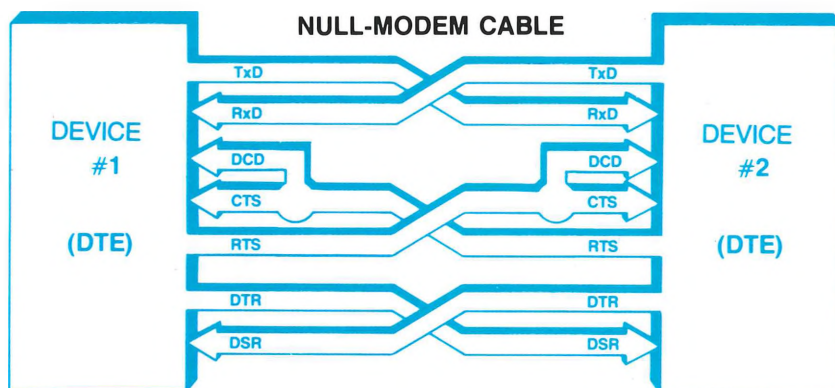 NULL-MODEM CABLE
TxD TxD
RxD RxD
DEVICE
#1
(DTE)
DCD DCD
CTS CTS
RTS RTS
DTR DTR
DSR DSR
DEVICE
#2
(DTE)